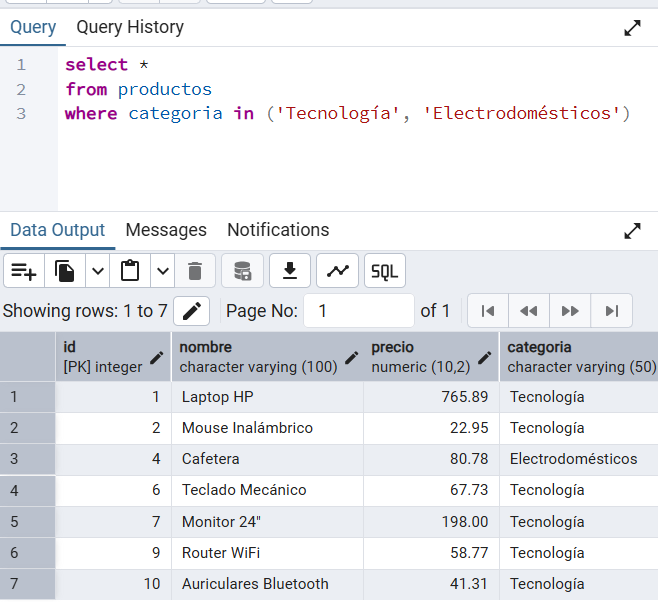 Query Query History
1 select *
2 from productos
3 where categoria in ('Tecnología', 'Electrodomésticos')
Data Output Messages Notifications
SQL
Showing rows: 1 to 7 Page No: 1 of 1
id nombre precio categoria
[PK] integer character varying (100) numeric (10,2) character varying (50)
1 1 Laptop HP 765.89 Tecnología
2 2 Mouse Inalámbrico 22.95 Tecnología
3 4 Cafetera 80.78 Electrodomésticos
4 6 Teclado Mecánico 67.73 Tecnología
5 7 Monitor 24" 198.00 Tecnología
6 9 Router WiFi 58.77 Tecnología
7 10 Auriculares Bluetooth 41.31 Tecnología